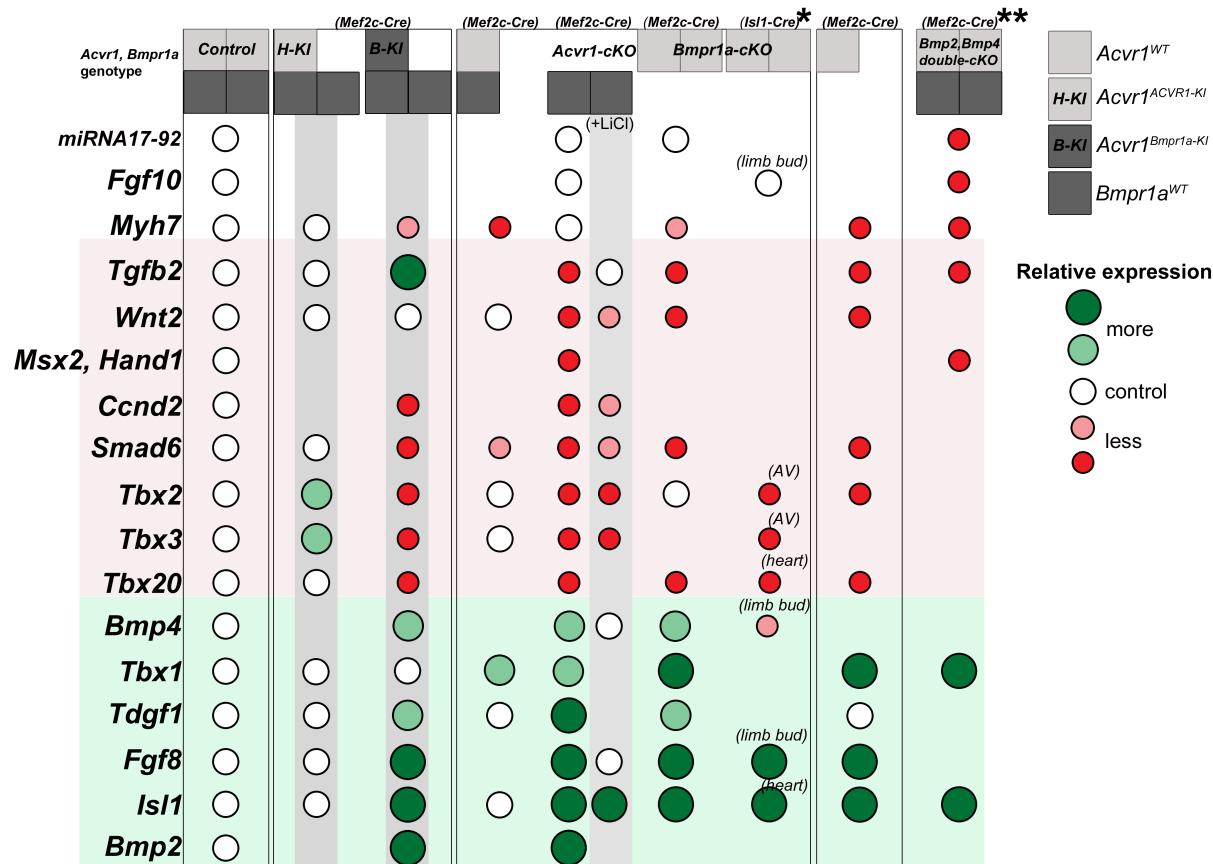 (Mef2c-Cre) (Mef2c-Cre) (Mef2c-Cre) (Mef2c-Cre) (Isl1-Cre)* (Mef2c-Cre) (Mef2c-Cre)**
Acvr1, Bmpr1a
genotype
Control H-KI B-KI Acvr1-cKO Bmpr1a-cKO
Bmp2,Bmp4
double-cKO
(+LiCl)
Acvr1WT
H-KI Acvr1ACVR1-KI
B-KI Acvr1Bmpr1a-KI
Bmpr1aWT
miRNA17-92
(limb bud)
Fgf10
Myh7
Tgfb2
Wnt2
Msx2, Hand1
Ccnd2
Smad6
(AV)
Tbx2
(AV)
Tbx3
(heart)
Tbx20
(limb bud)
Bmp4
Tbx1
Tdgf1
(limb bud)
Fgf8
(heart)
Isl1
Bmp2
Relative expression
more
control
less